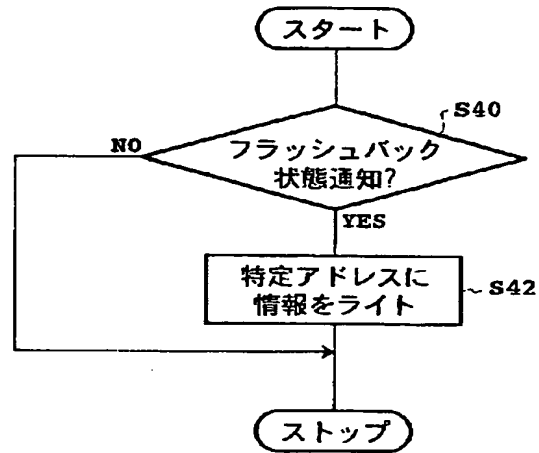 スタート
S40
NO
フラッシュバック
状態通知?
YES
特定アドレスに
情報をライト
S42
ストップ